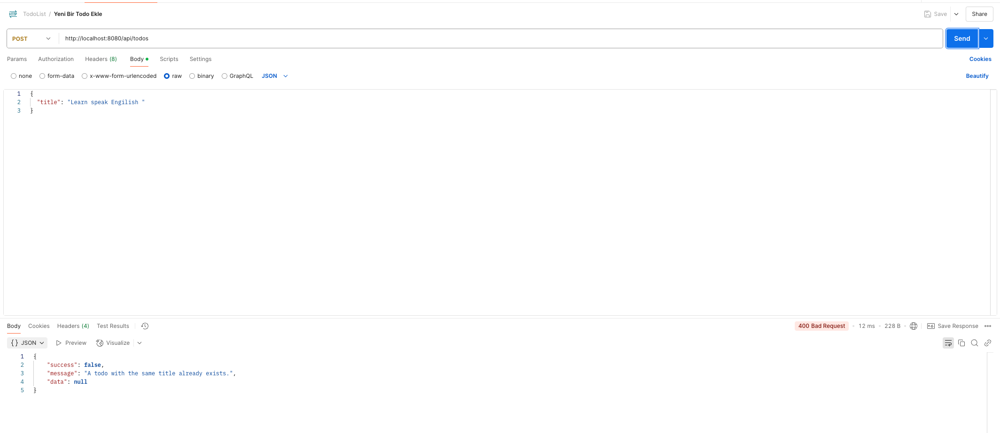 HTTP TodoList / Yeni Bir Todo Ekle Save Share
POST http://localhost:8080/api/todos Send
Params Authorization Headers (8) Body Scripts Settings Cookies
none form-data x-www-form-urlencoded raw binary GraphQL JSON Beautify
1 {
2 "title": "Learn speak Engilish "
3 }
Body Cookies Headers (4) Test Results 400 Bad Request • 12 ms • 228 B • e.g. Save Response
{} JSON Preview Visualize
1 {
2 "success": false,
3 "message": "A todo with the same title already exists.",
4 "data": null
5 }